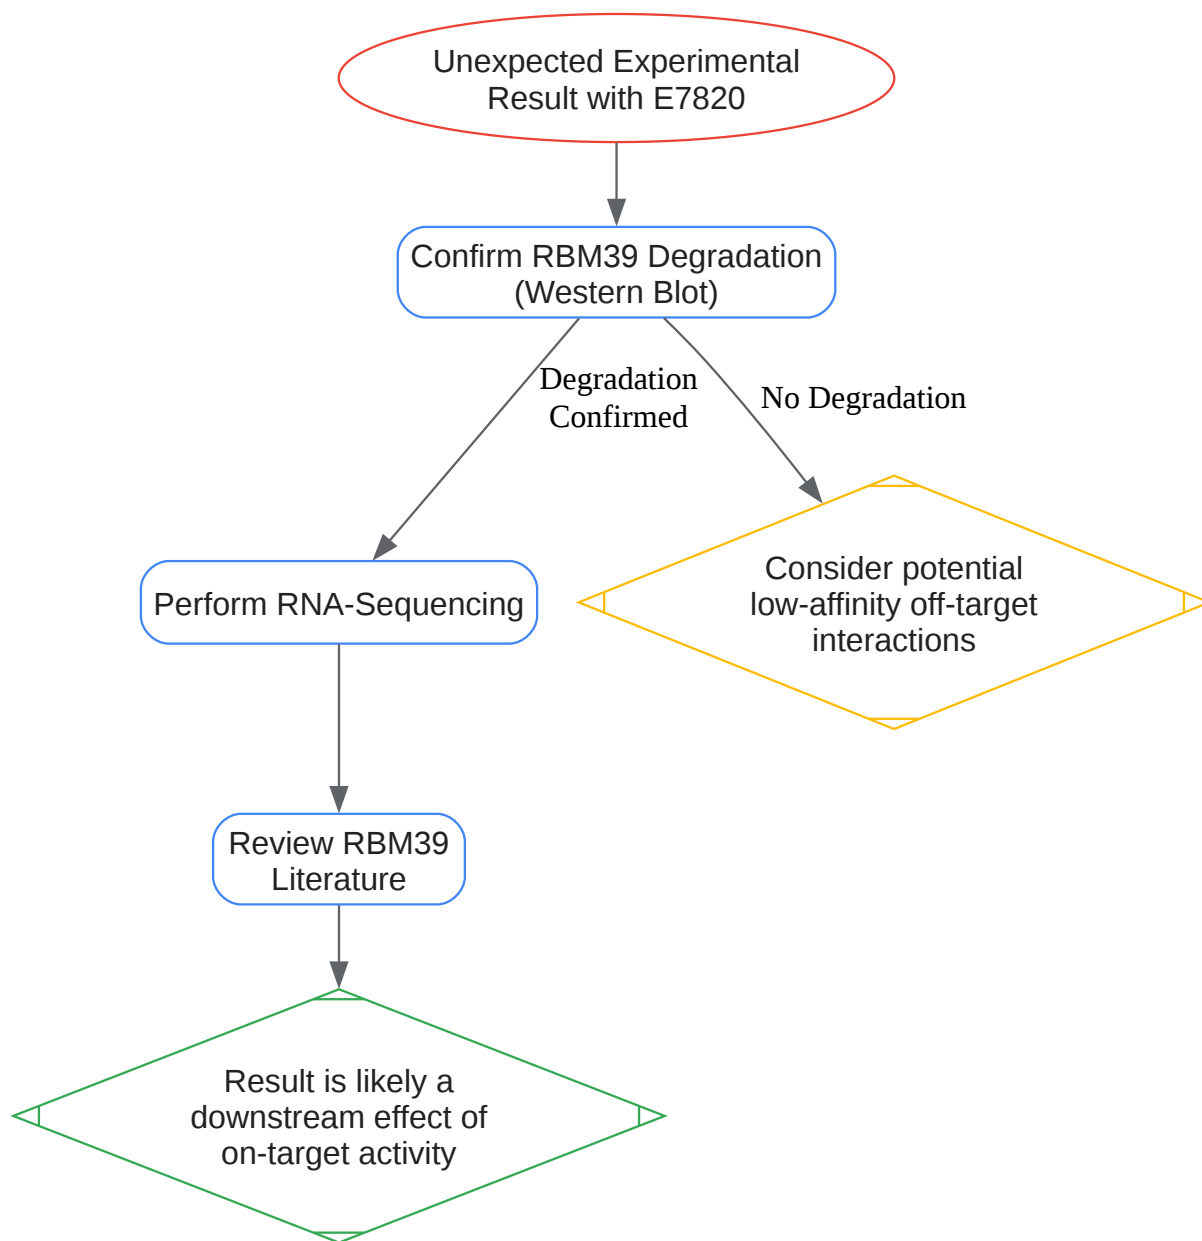 Unexpected Experimental
Result with E7820
Confirm RBM39 Degradation
(Western Blot)
Degradation
Confirmed
No Degradation
Consider potential
low-affinity off-target
interactions
Perform RNA-Sequencing
Review RBM39
Literature
Result is likely a
downstream effect of
on-target activity